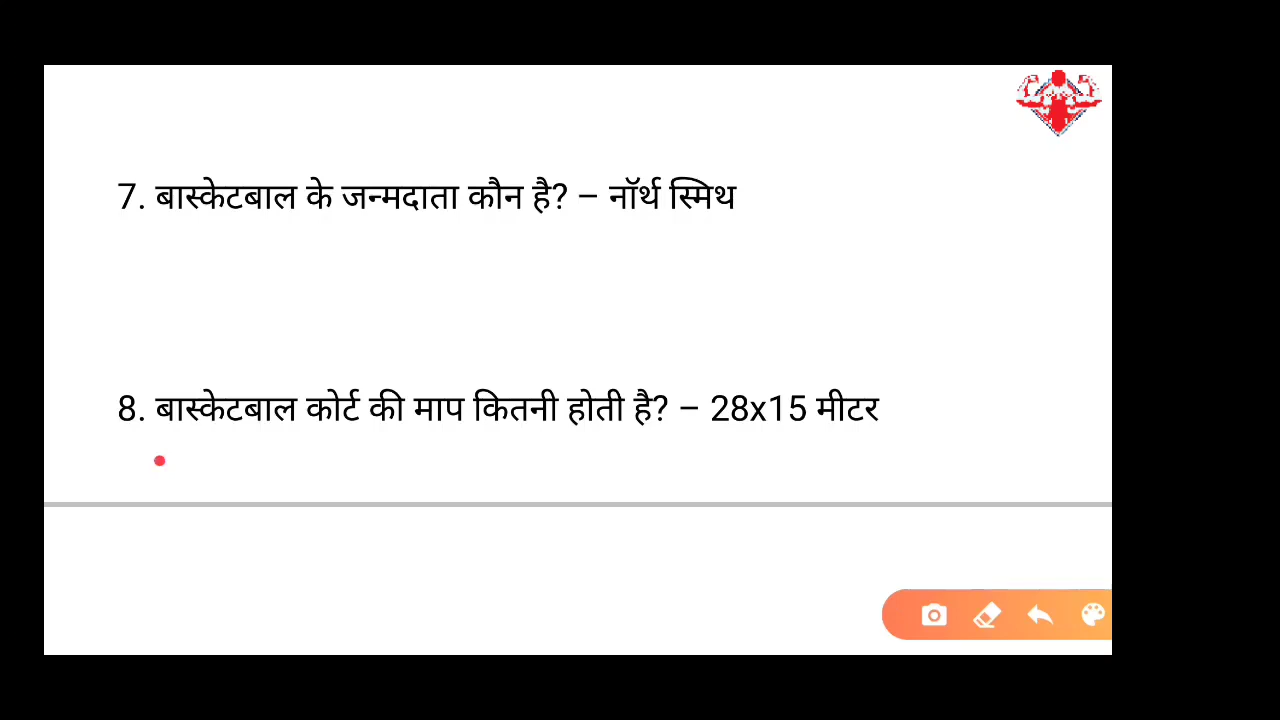 7. बास्केटबाल के जन्मदाता कौन है? – नॉर्थ स्मिथ
8. बास्केटबाल कोर्ट की माप कितनी होती है? – 28x15 मीटर